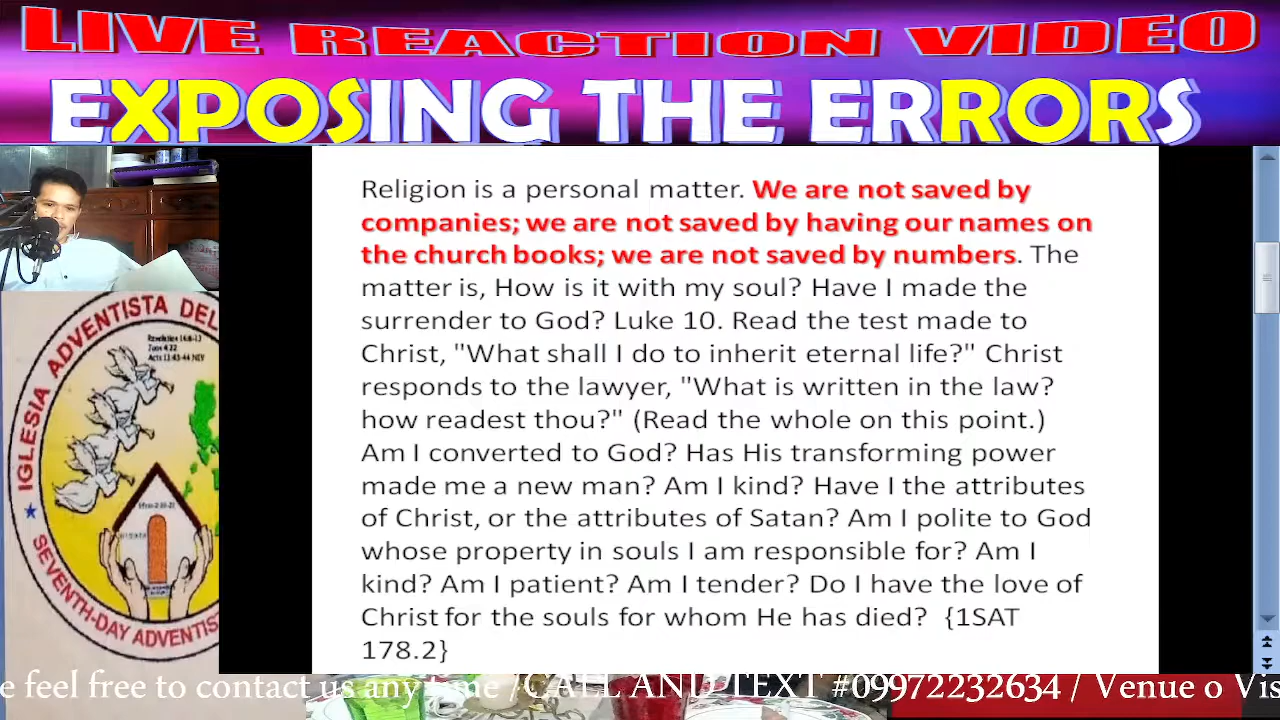 LIVE REACTION VIDEO
EXPOSING THE ERRORS
Religion is a personal matter. We are not saved by
companies; we are not saved by having our names on
the church books; we are not saved by numbers. The
matter is, How is it with my soul? Have I made the
surrender to God? Luke 10. Read the test made to
Christ, "What shall I do to inherit eternal life?" Christ
responds to the lawyer, "What is written in the law?
how readest thou?" (Read the whole on this point.)
Am I converted to God? Has His transforming power
made me a new man? Am I kind? Have I the attributes
of Christ, or the attributes of Satan? Am I polite to God
whose property in souls I am responsible for? Am I
kind? Am I patient? Am I tender? Do I have the love of
Christ for the souls for whom He has died? {1SAT
178.2}
IGLESIA ADVENTISTA DEL
SEVENTH-DAY ADVENTIS
e feel free to contact us any time /CALL AND TEXT #09972232634 / Venue o Vis